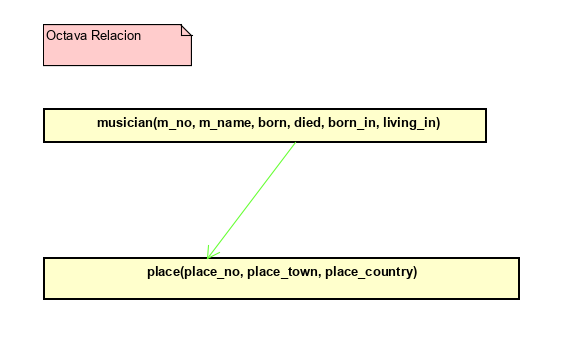 Octava Relacion
musician(m_no, m_name, born, died, born_in, living_in)
place(place_no, place_town, place_country)